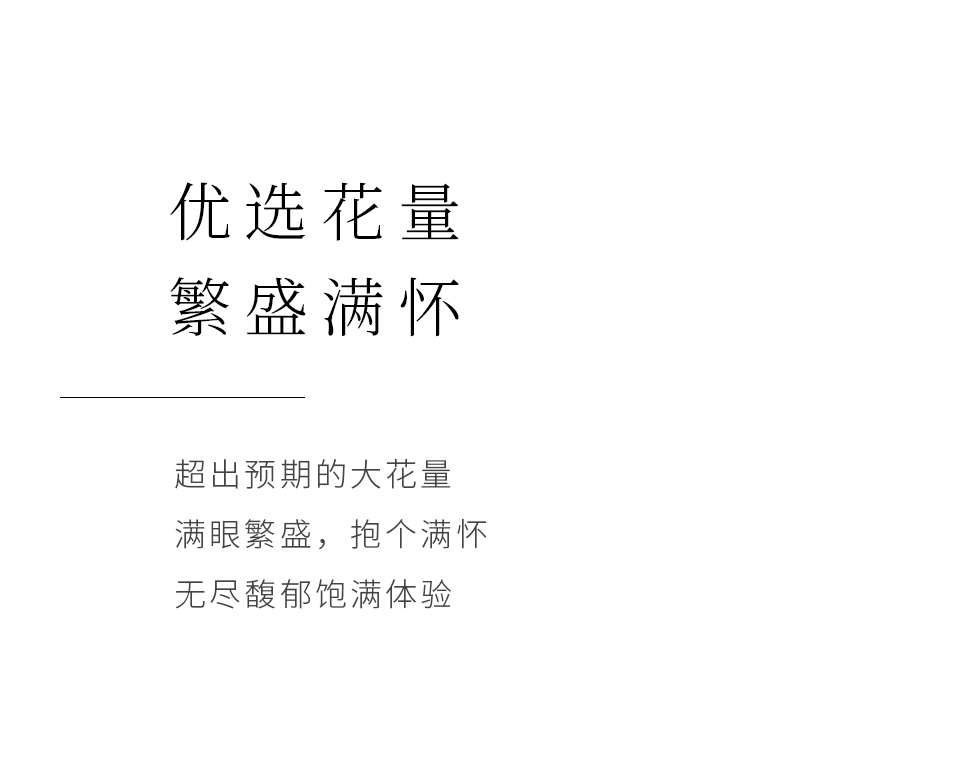 优选花量
繁盛满怀
超出预期的大花量
满眼繁盛，抱个满怀
无尽馥郁饱满体验